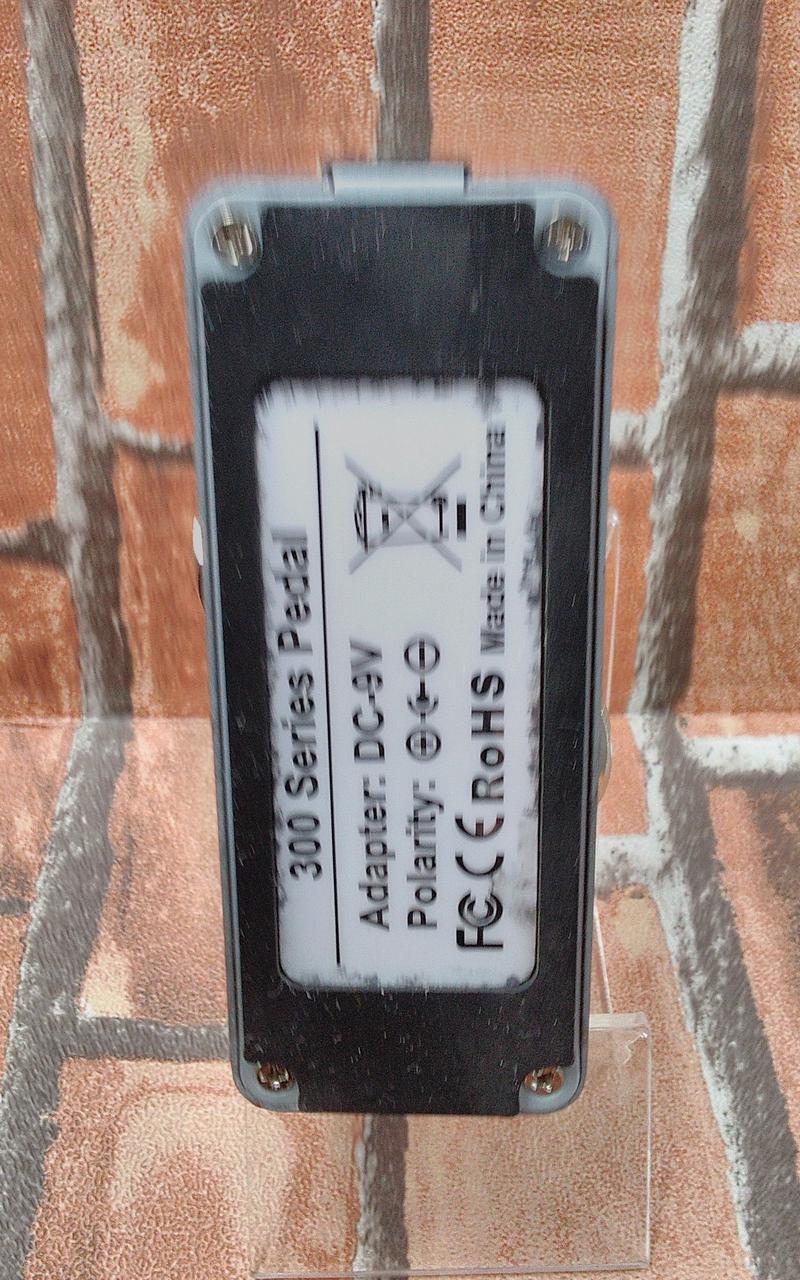 300 Series Pedal
Adapter: DC-9V
Polarity:
FC CE RoHS Made in China